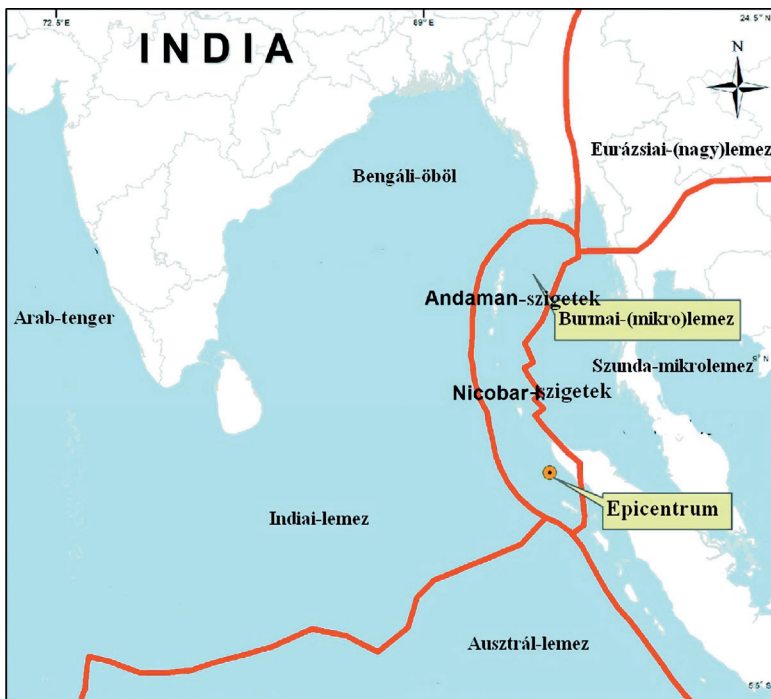 72.5°E
89°E
24.5°N
INDIA
N
Eurázsiai-(nagy)lemez
Bengáli-öböl
Andaman-szigetek
Arab-tenger
Burmai-(mikro)lemez
9°N
Szunda-mikrolemez
Nicobar-szigetek
Epicentrum
Indiai-lemez
Ausztrál-lemez